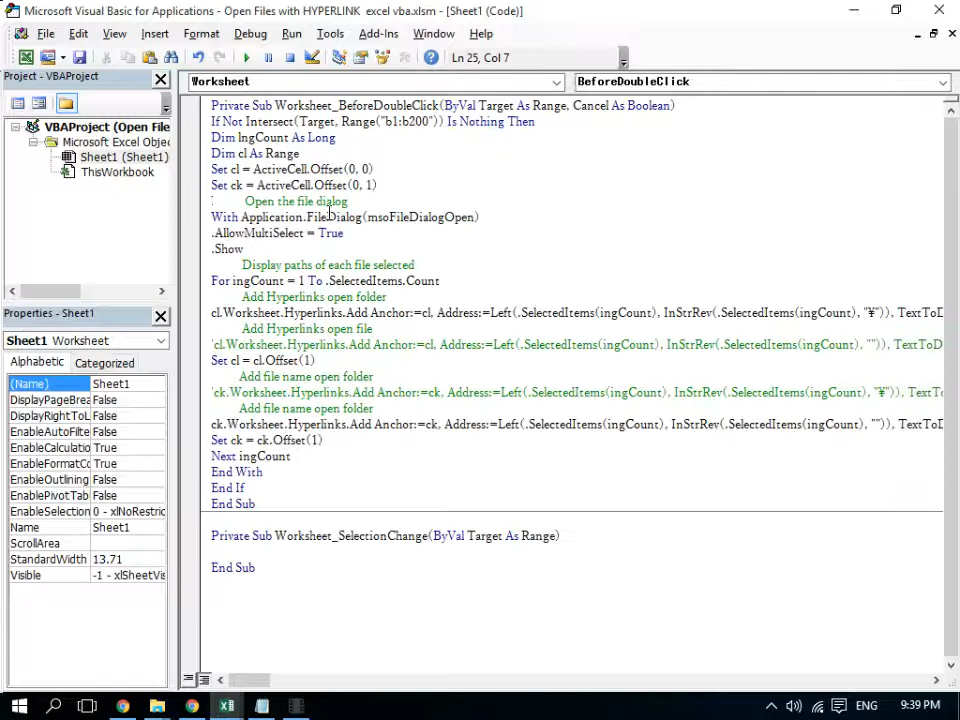 Microsoft Visual Basic for Applications - Open Files with HYPERLINK excel vba.xlsm - [Sheet1 (Code)]
File Edit View Insert Format Debug Run Tools Add-Ins Window Help
Ln 25, Col 7
Project - VBAProject
Worksheet
BeforeDoubleClick
VBAProject (Open File
Microsoft Excel Objec
Sheet1 (Sheet1)
ThisWorkbook
Private Sub Worksheet_BeforeDoubleClick(ByVal Target As Range, Cancel As Boolean)
If Not Intersect(Target, Range("b1:b200")) Is Nothing Then
Dim lngCount As Long
Dim cl As Range
Set cl = ActiveCell.Offset(0, 0)
Set ck = ActiveCell.Offset(0, 1)
' Open the file dialog
With Application.FileDialog(msoFileDialogOpen)
.AllowMultiSelect = True
.Show
Display paths of each file selected
For ingCount = 1 To .SelectedItems.Count
Add Hyperlinks open folder
cl.Worksheet.Hyperlinks.Add Anchor:=cl, Address:=Left(.SelectedItems(ingCount), InStrRev(.SelectedItems(ingCount), "¥")), TextToD
Add Hyperlinks open file
'cl.Worksheet.Hyperlinks.Add Anchor:=cl, Address:=Left(.SelectedItems(ingCount), InStrRev(.SelectedItems(ingCount), "")), TextToD
Set cl = cl.Offset(1)
Add file name open folder
'ck.Worksheet.Hyperlinks.Add Anchor:=ck, Address:=Left(.SelectedItems(ingCount), InStrRev(.SelectedItems(ingCount), "¥")), TextToD
Add file name open folder
ck.Worksheet.Hyperlinks.Add Anchor:=ck, Address:=Left(.SelectedItems(ingCount), InStrRev(.SelectedItems(ingCount), "")), TextToD
Set ck = ck.Offset(1)
Next ingCount
End With
End If
End Sub
Private Sub Worksheet_SelectionChange(ByVal Target As Range)
End Sub
Properties - Sheet1
Sheet1 Worksheet
Alphabetic Categorized
(Name) Sheet1
DisplayPageBrea False
DisplayRightToL False
EnableAutoFilte False
EnableCalculatio True
EnableFormatCo True
EnableOutlining False
EnablePivotTab False
EnableSelection 0 - xlNoRestric
Name Sheet1
ScrollArea
StandardWidth 13.71
Visible -1 - xlSheetVis
ENG 9:39 PM